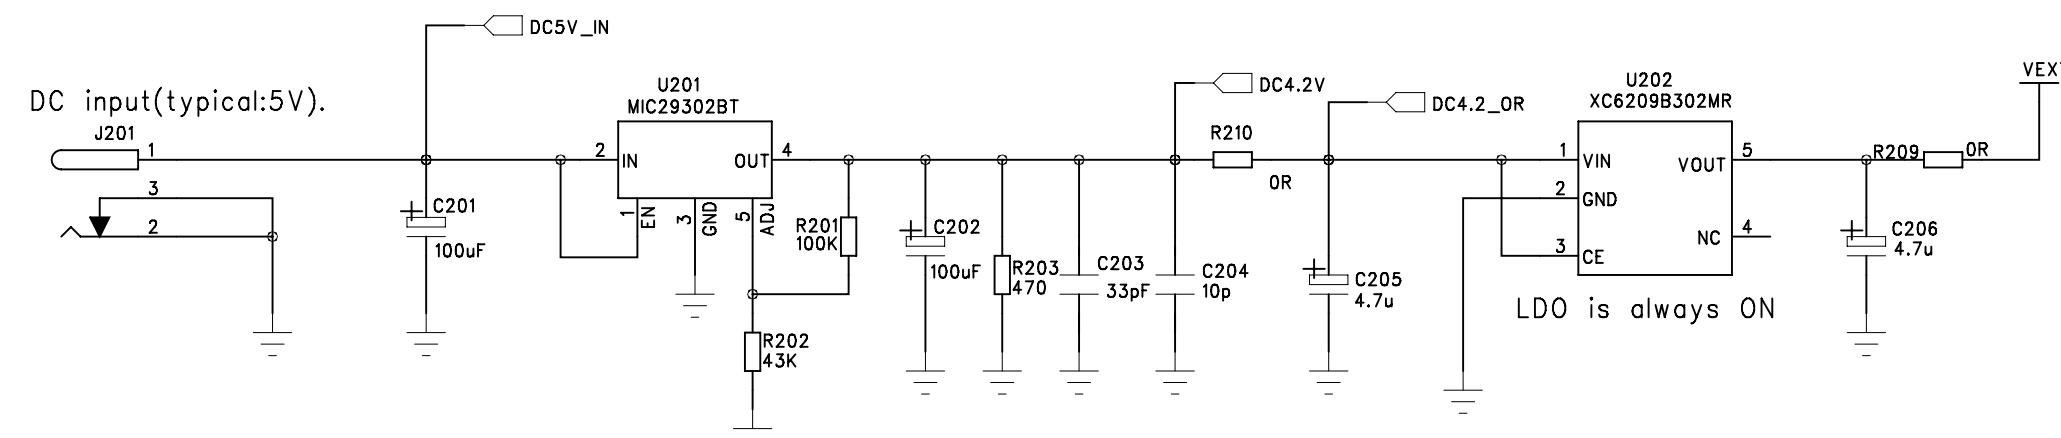 DC5V_IN
DC input(typical:5V).
J201
1
3
2
C201
100uF
U201
MIC29302BT
2
IN
OUT
4
1
EN
3
GND
5
ADJ
R201
100K
R202
43K
C202
100uF
R203
470
C203
33pF
C204
10p
DC4.2V
R210
0R
DC4.2_0R
C205
4.7u
U202
XC6209B302MR
1
VIN
2
GND
3
CE
VOUT
5
NC
4
LDO is always ON
R209
0R
C206
4.7u